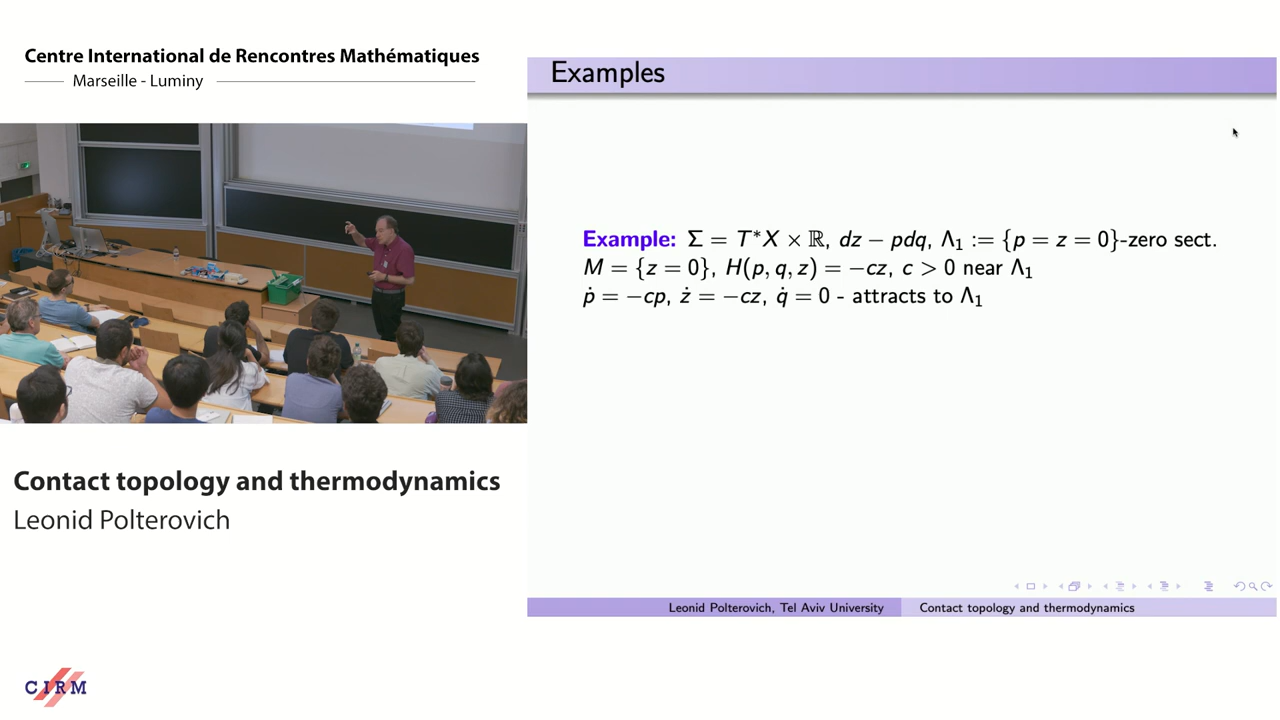 Centre International de Rencontres Mathématiques
Marseille - Luminy
Examples
Example: Σ = T*X × ℝ, dz − pdq, Λ₁ := {p = z = 0}-zero sect.
M = {z = 0}, H(p, q, z) = −cz, c > 0 near Λ₁
ṗ = −cp, ż = −cz, q̇ = 0 - attracts to Λ₁
Contact topology and thermodynamics
Leonid Polterovich
Leonid Polterovich, Tel Aviv University
Contact topology and thermodynamics
CIRM